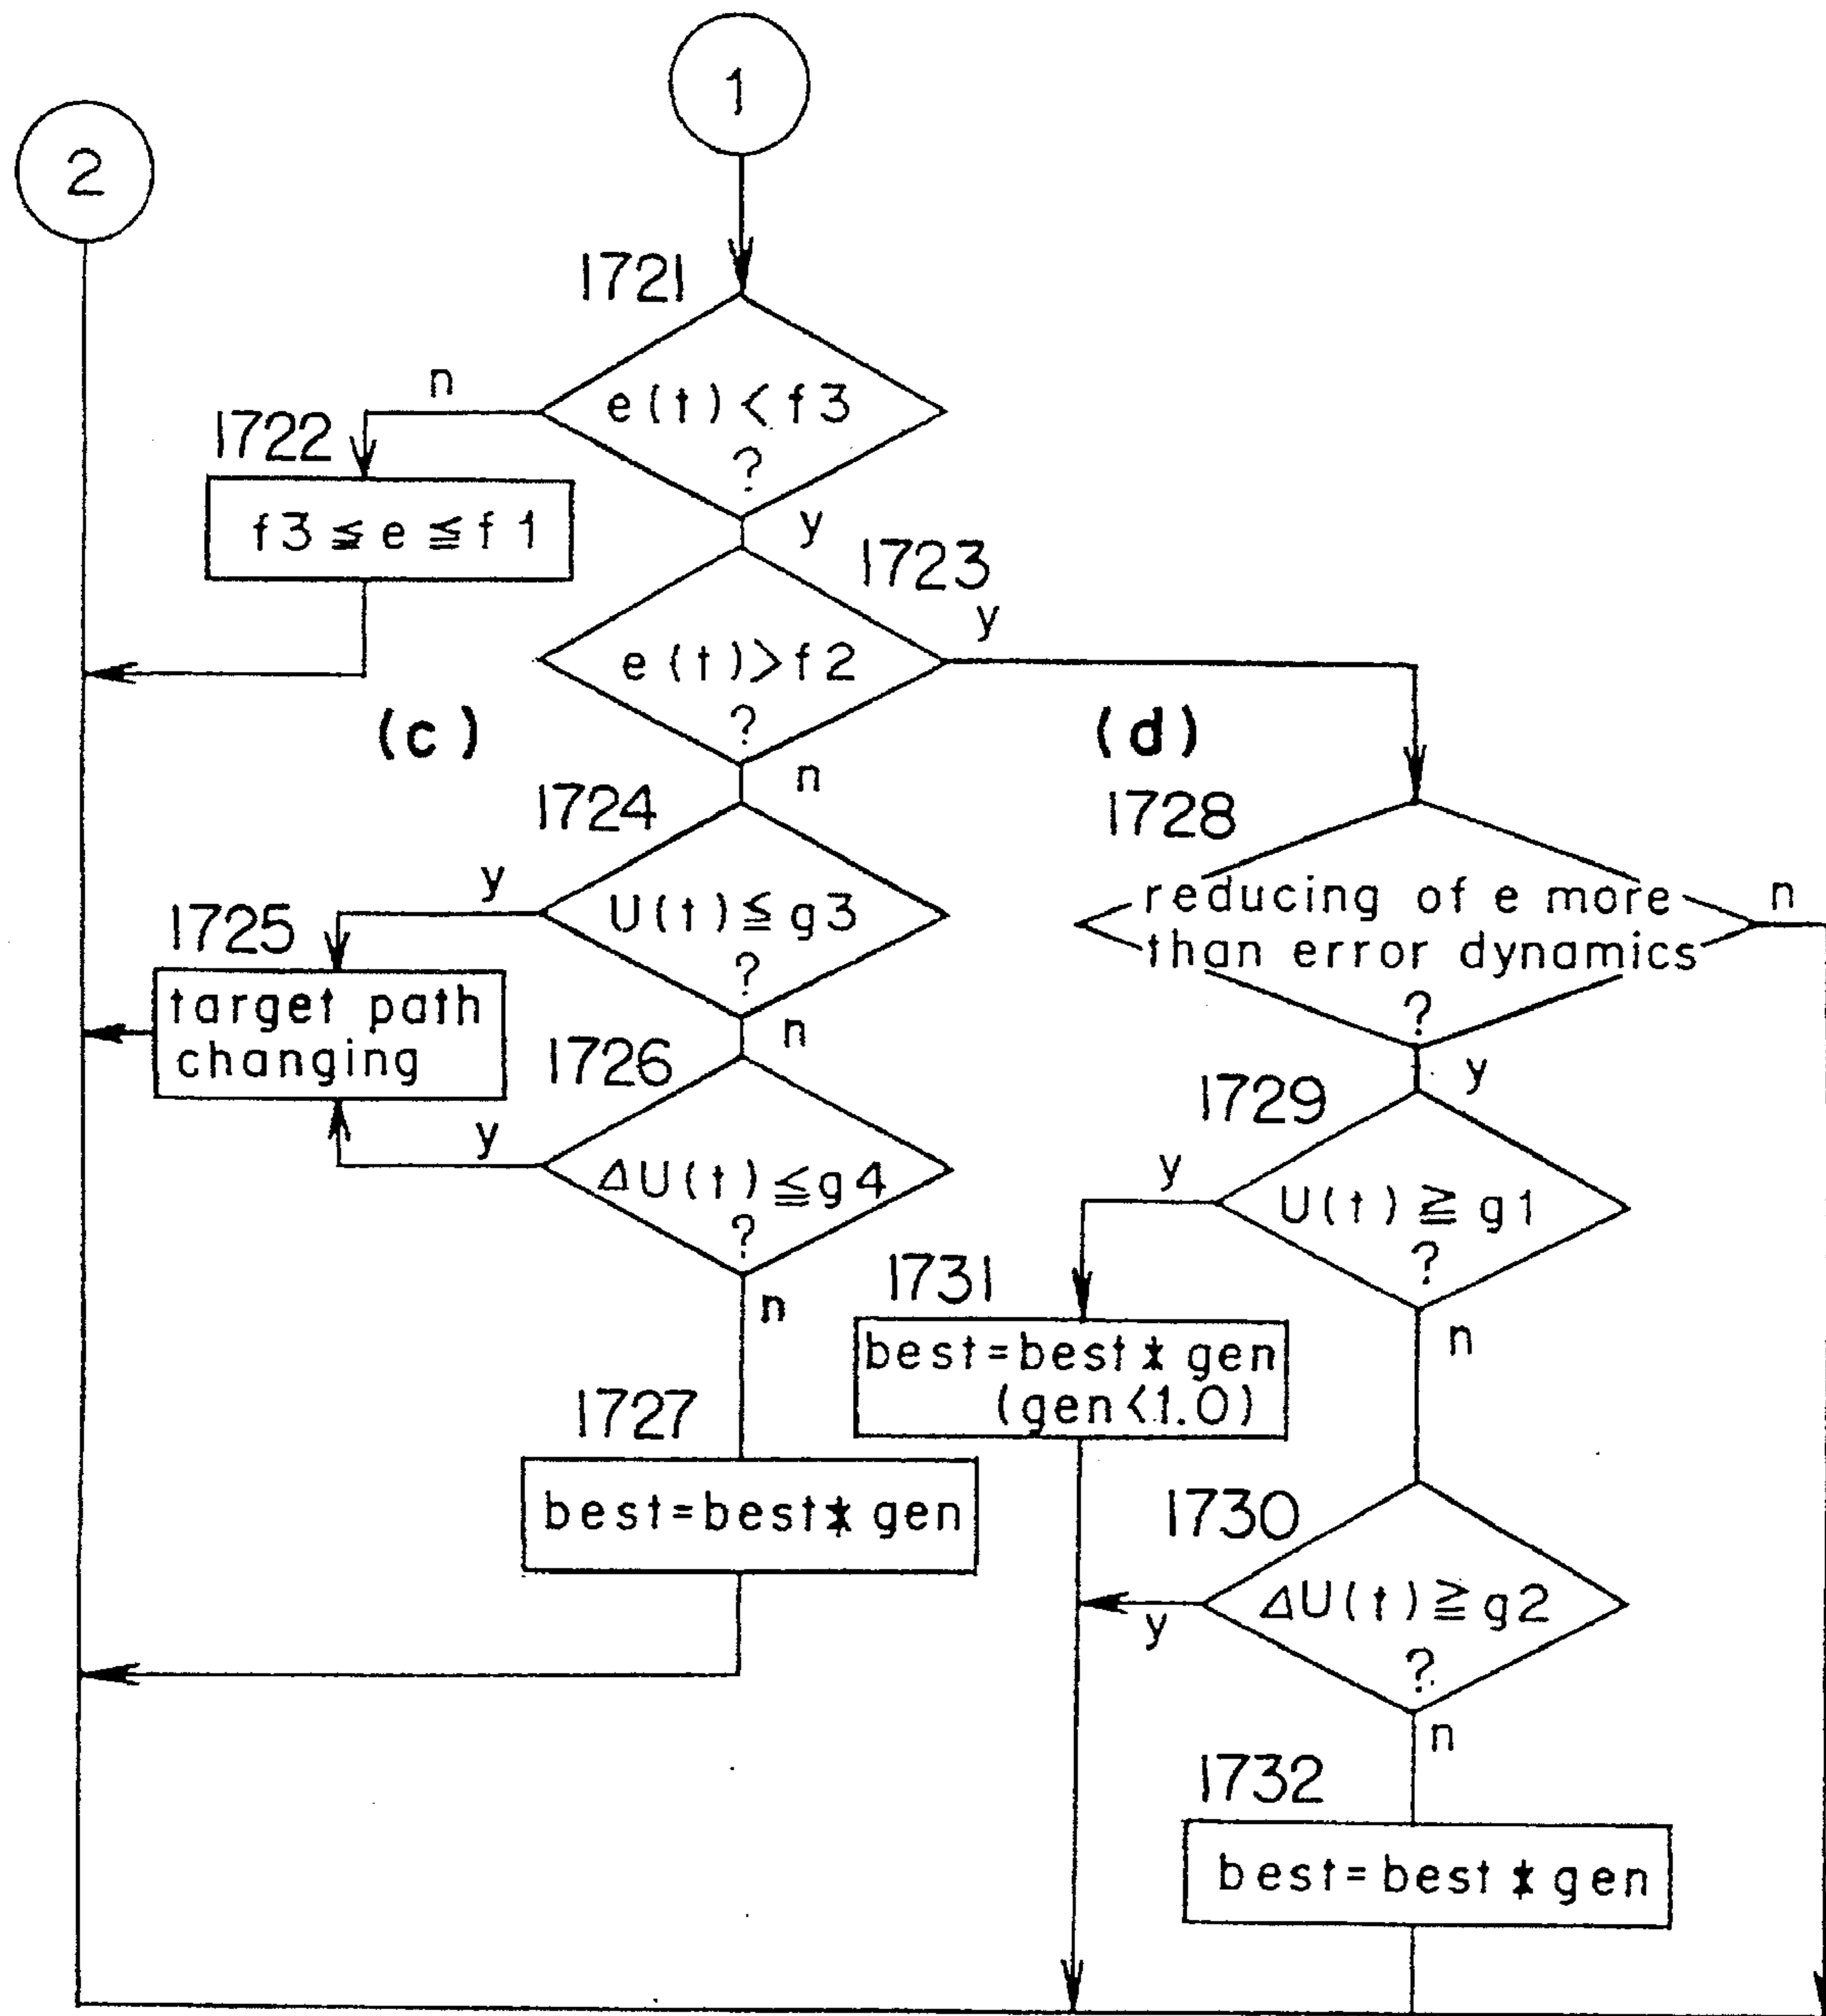 1
2
1721
e(t)<f3
?
n
y
1722
f3≦e≦f1
1723
e(t)>f2
?
y
n
(c)
(d)
1724
U(t)≦g3
?
y
n
1725
target path
changing
1726
ΔU(t)≦g4
?
y
n
1727
best=best*gen
1728
reducing of e more
than error dynamics
?
n
y
1729
U(t)≧g1
?
y
n
1731
best=best*gen
(gen<1.0)
1730
ΔU(t)≧g2
?
y
n
1732
best=best*gen